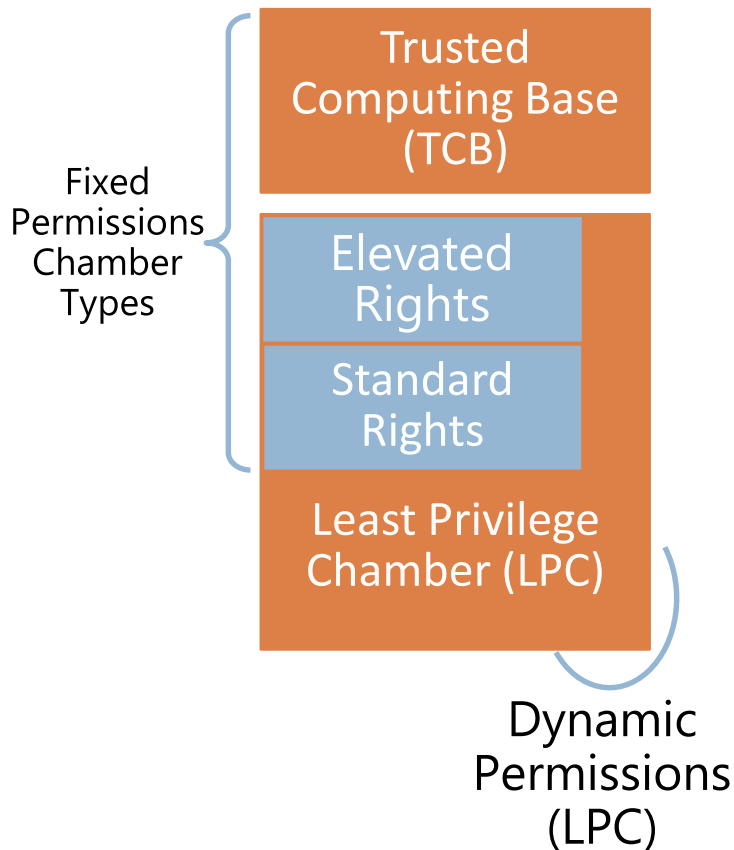 Trusted
Computing Base
(TCB)
Fixed
Permissions
Chamber
Types
Elevated
Rights
Standard
Rights
Least Privilege
Chamber (LPC)
Dynamic
Permissions
(LPC)